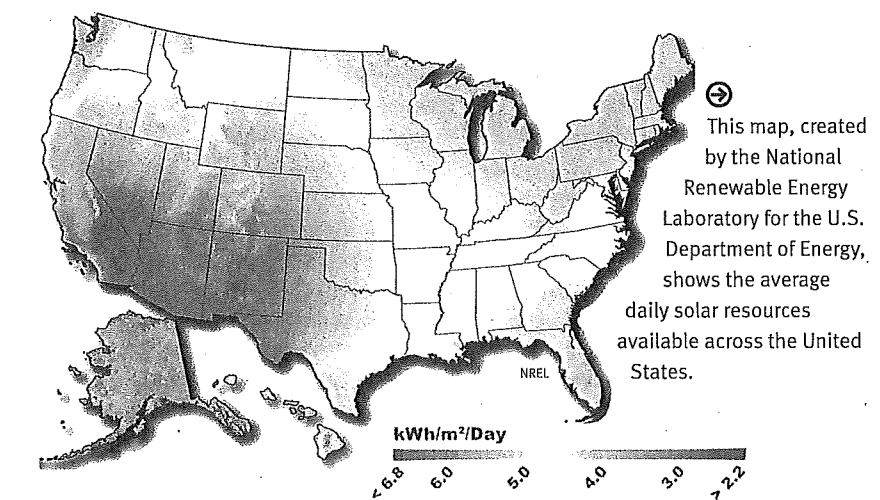 This map, created
by the National
Renewable Energy
Laboratory for the U.S.
Department of Energy,
shows the average
daily solar resources
available across the United
States.
NREL
kWh/m²/Day
< 6.8 6.0 5.0 4.0 3.0 > 2.2